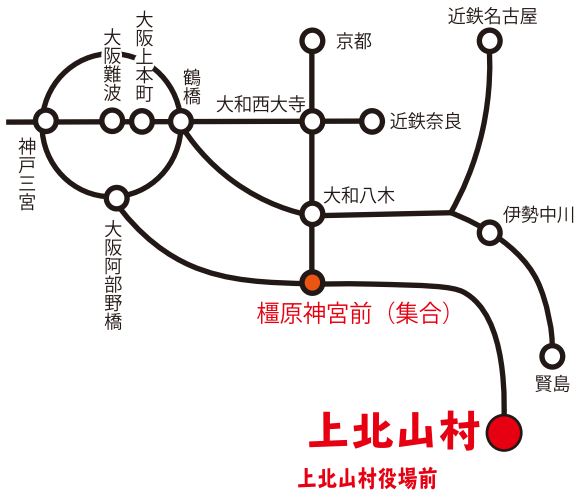 近鉄名古屋
大阪上本町
大阪難波
京都
鶴橋
大和西大寺
近鉄奈良
神戸三宮
大和八木
伊勢中川
大阪阿部野橋
橿原神宮前（集合）
賢島
上北山村
上北山村役場前